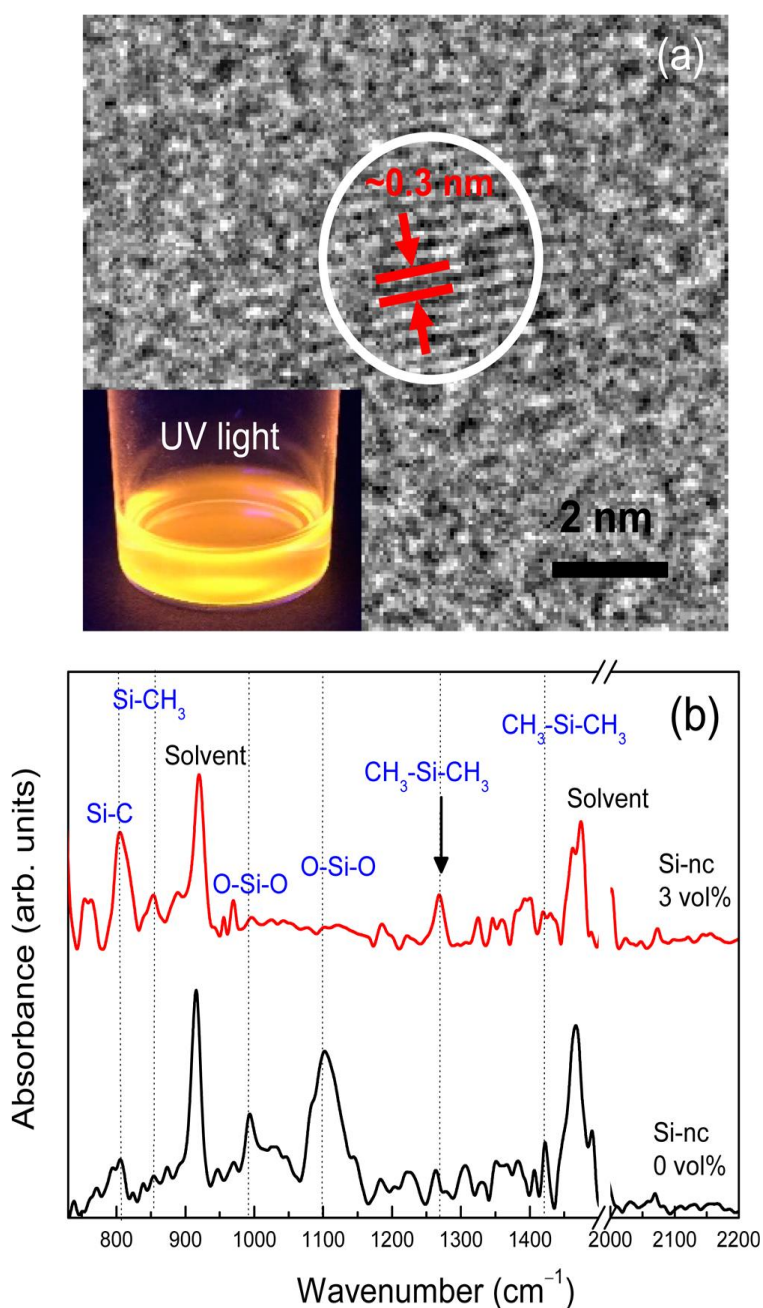 (a)
~0.3 nm
UV light
2 nm
(b)
Si-CH₃
CH₃-Si-CH₃
Solvent
CH₃-Si-CH₃
Solvent
Si-C
O-Si-O
O-Si-O
Si-nc
3 vol%
Si-nc
0 vol%
Absorbance (arb. units)
800 900 1000 1100 1200 1300 1400 2000 2100 2200
Wavenumber (cm⁻¹)